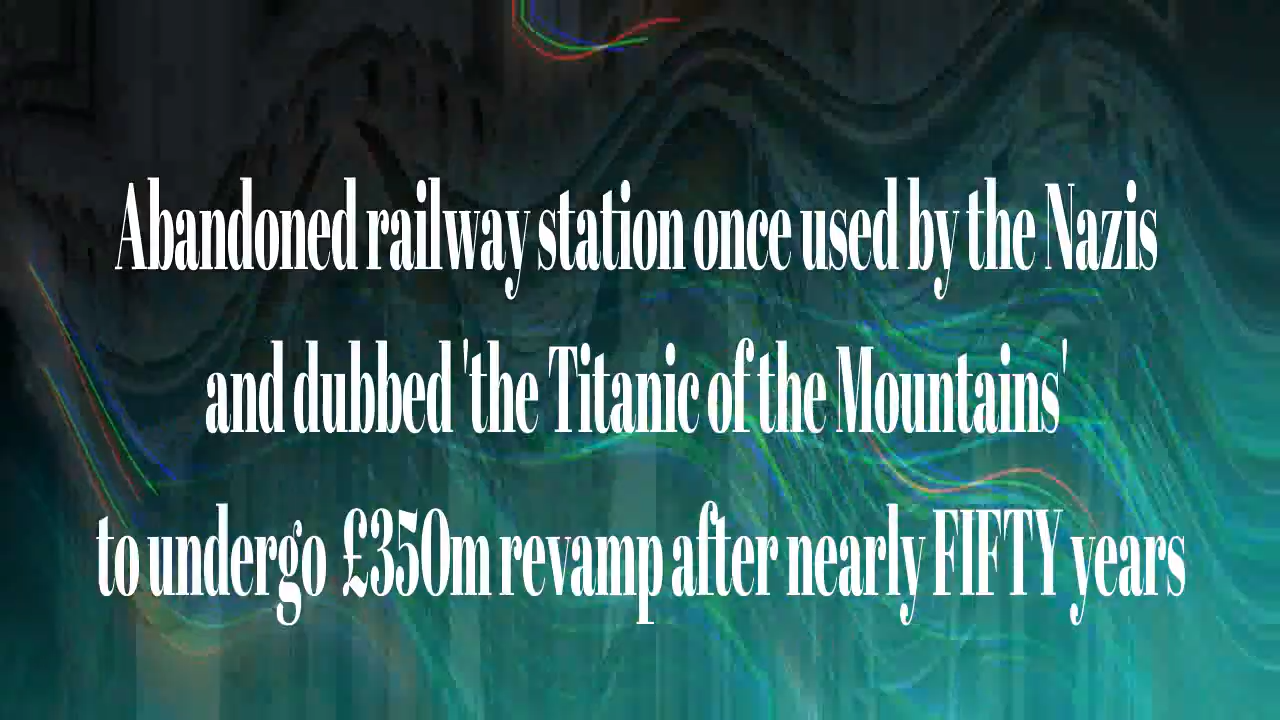 Abandoned railway station once used by the Nazis
and dubbed 'the Titanic of the Mountains'
to undergo £350m revamp after nearly FIFTY years